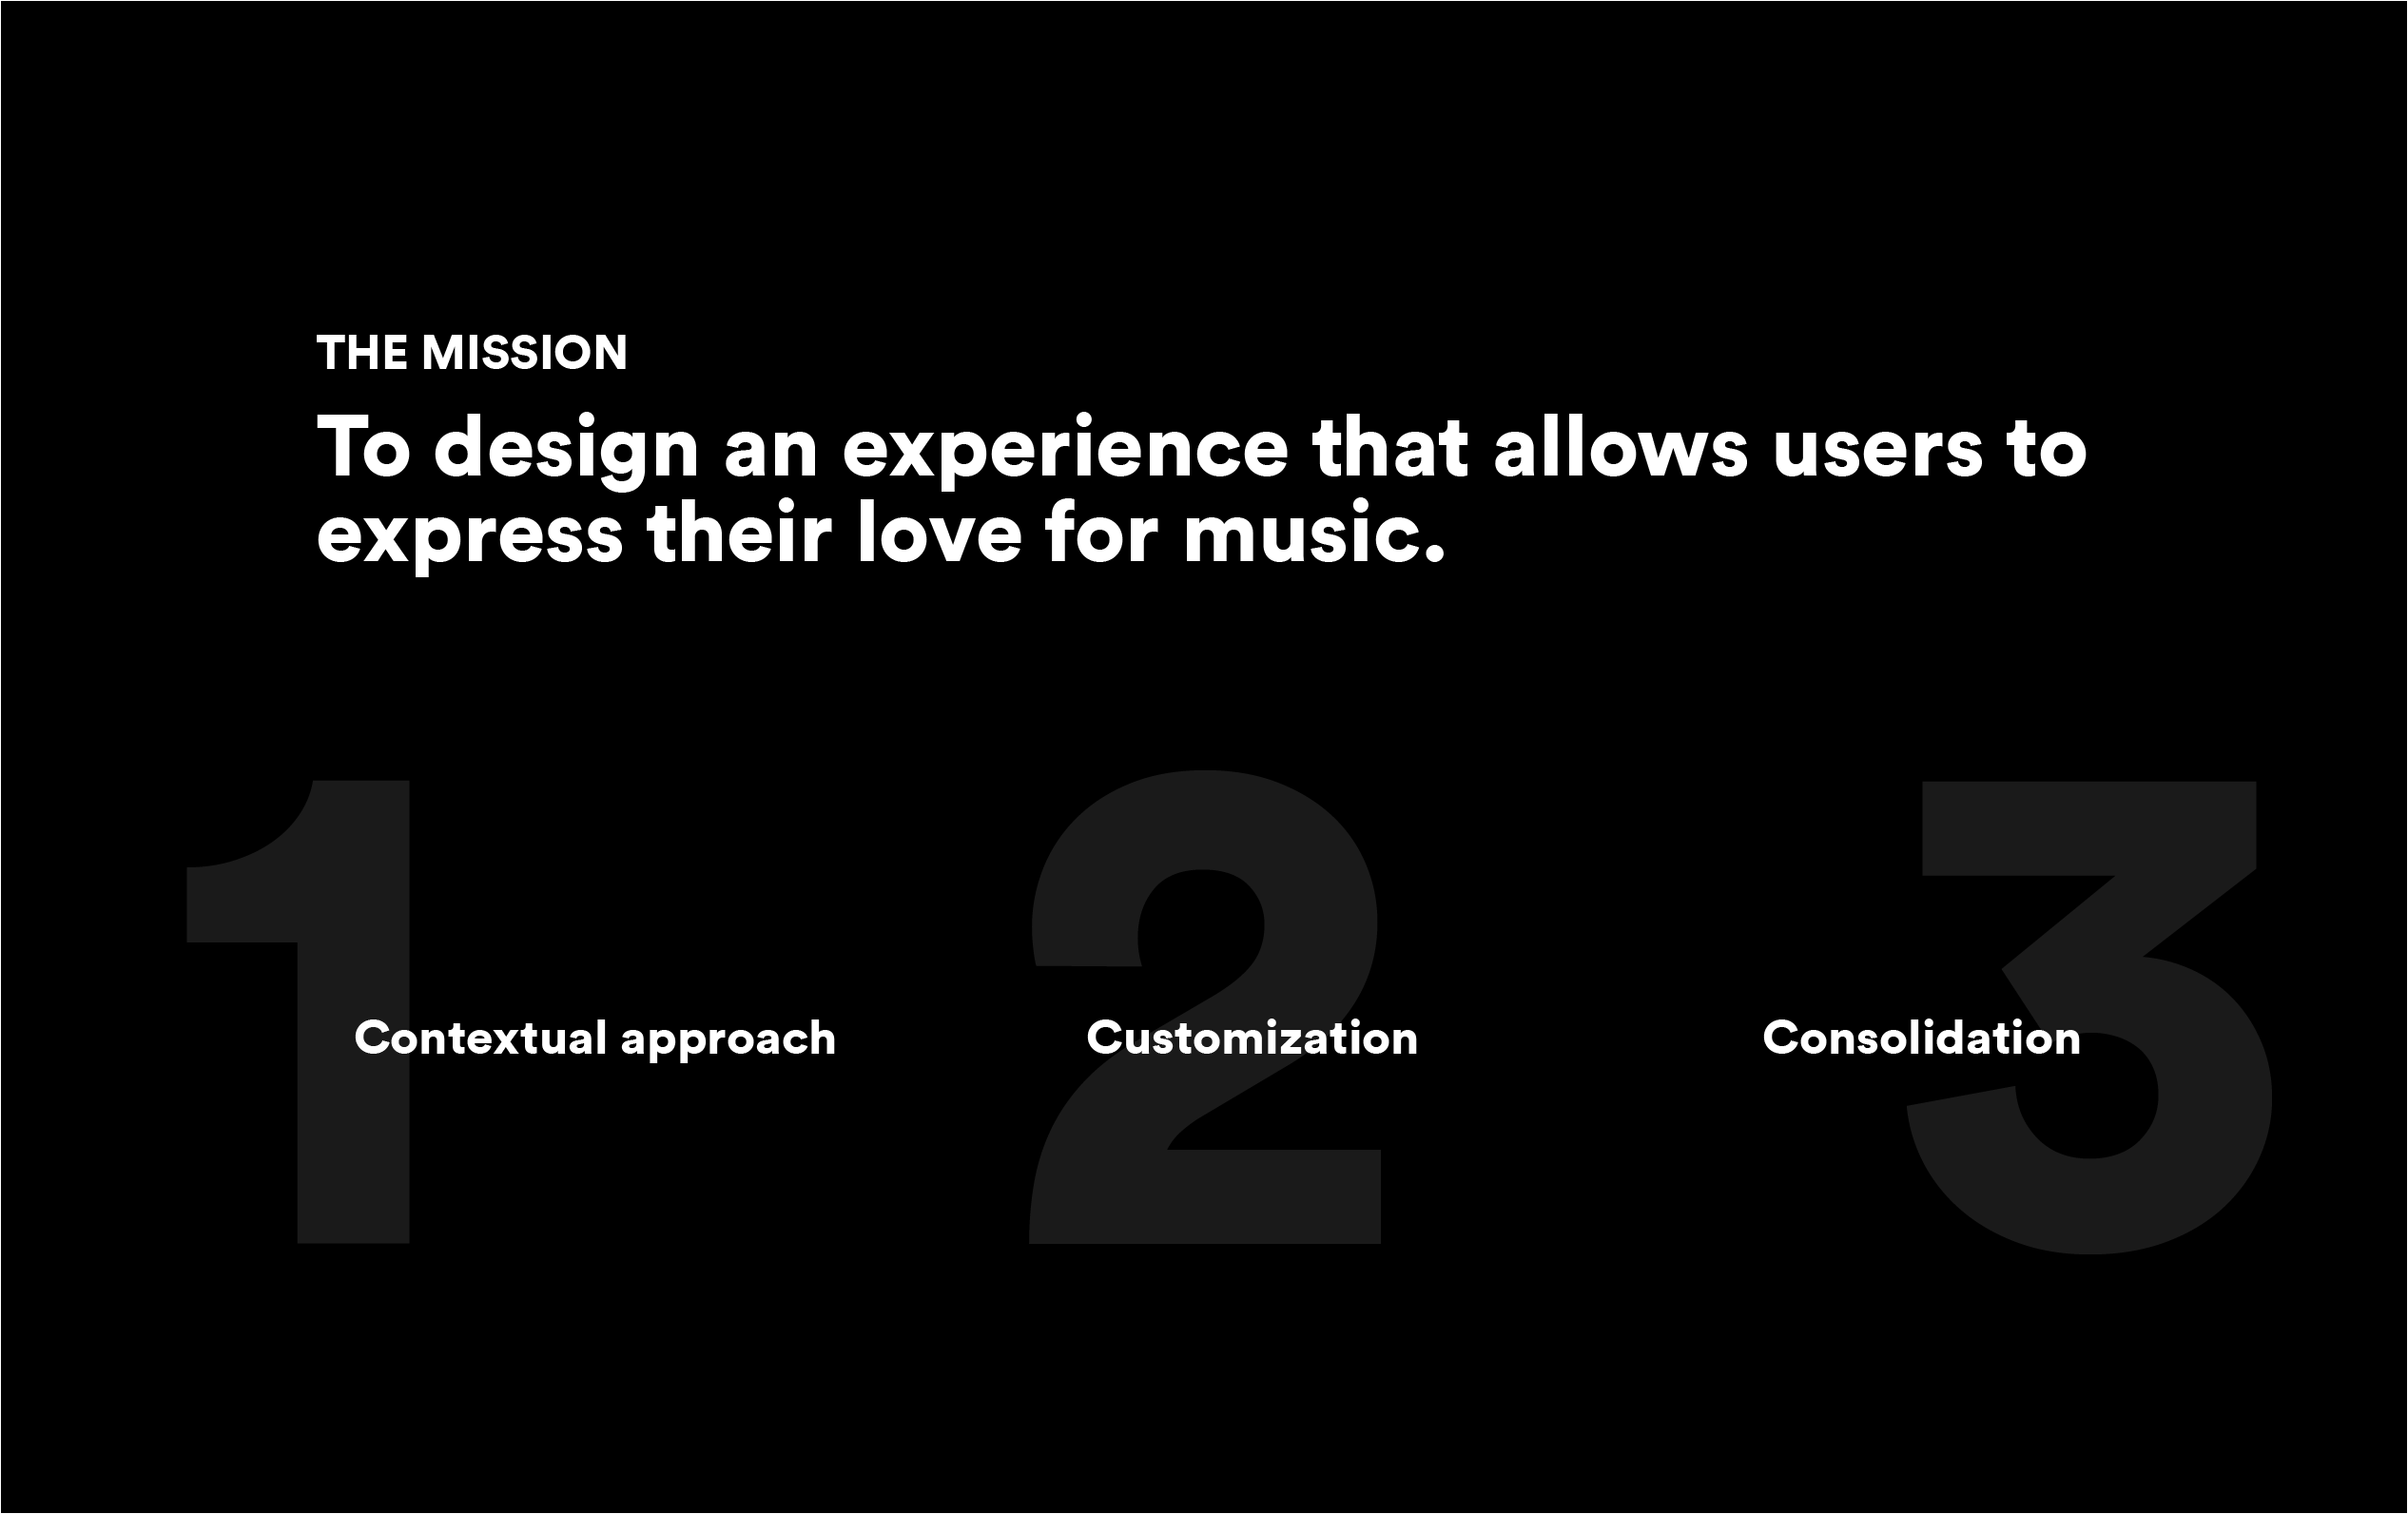 THE MISSION
To design an experience that allows users to
express their love for music.
1
Contextual approach
2
Customization
3
Consolidation